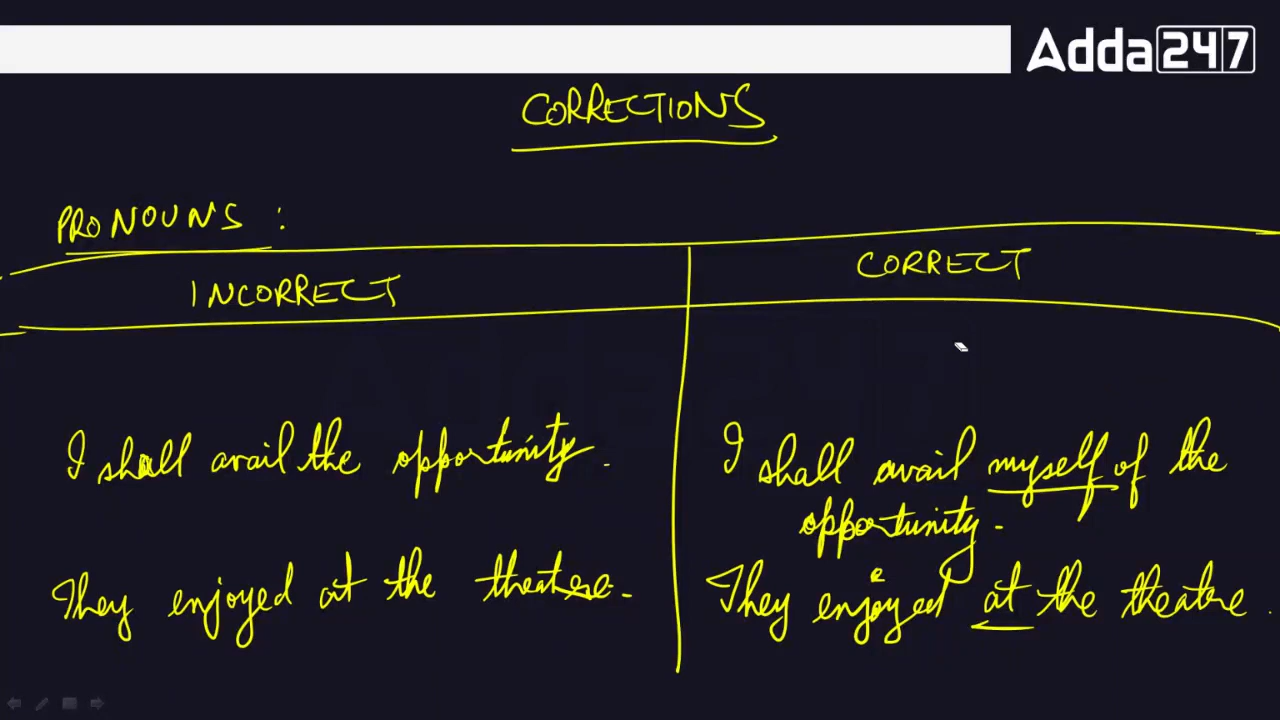 Adda247
CORRECTIONS
PRONOUNS :
INCORRECT
CORRECT
I shall avail the opportunity.
I shall avail myself of the
opportunity.
They enjoyed at the theatre.
They enjoyed at the theatre.